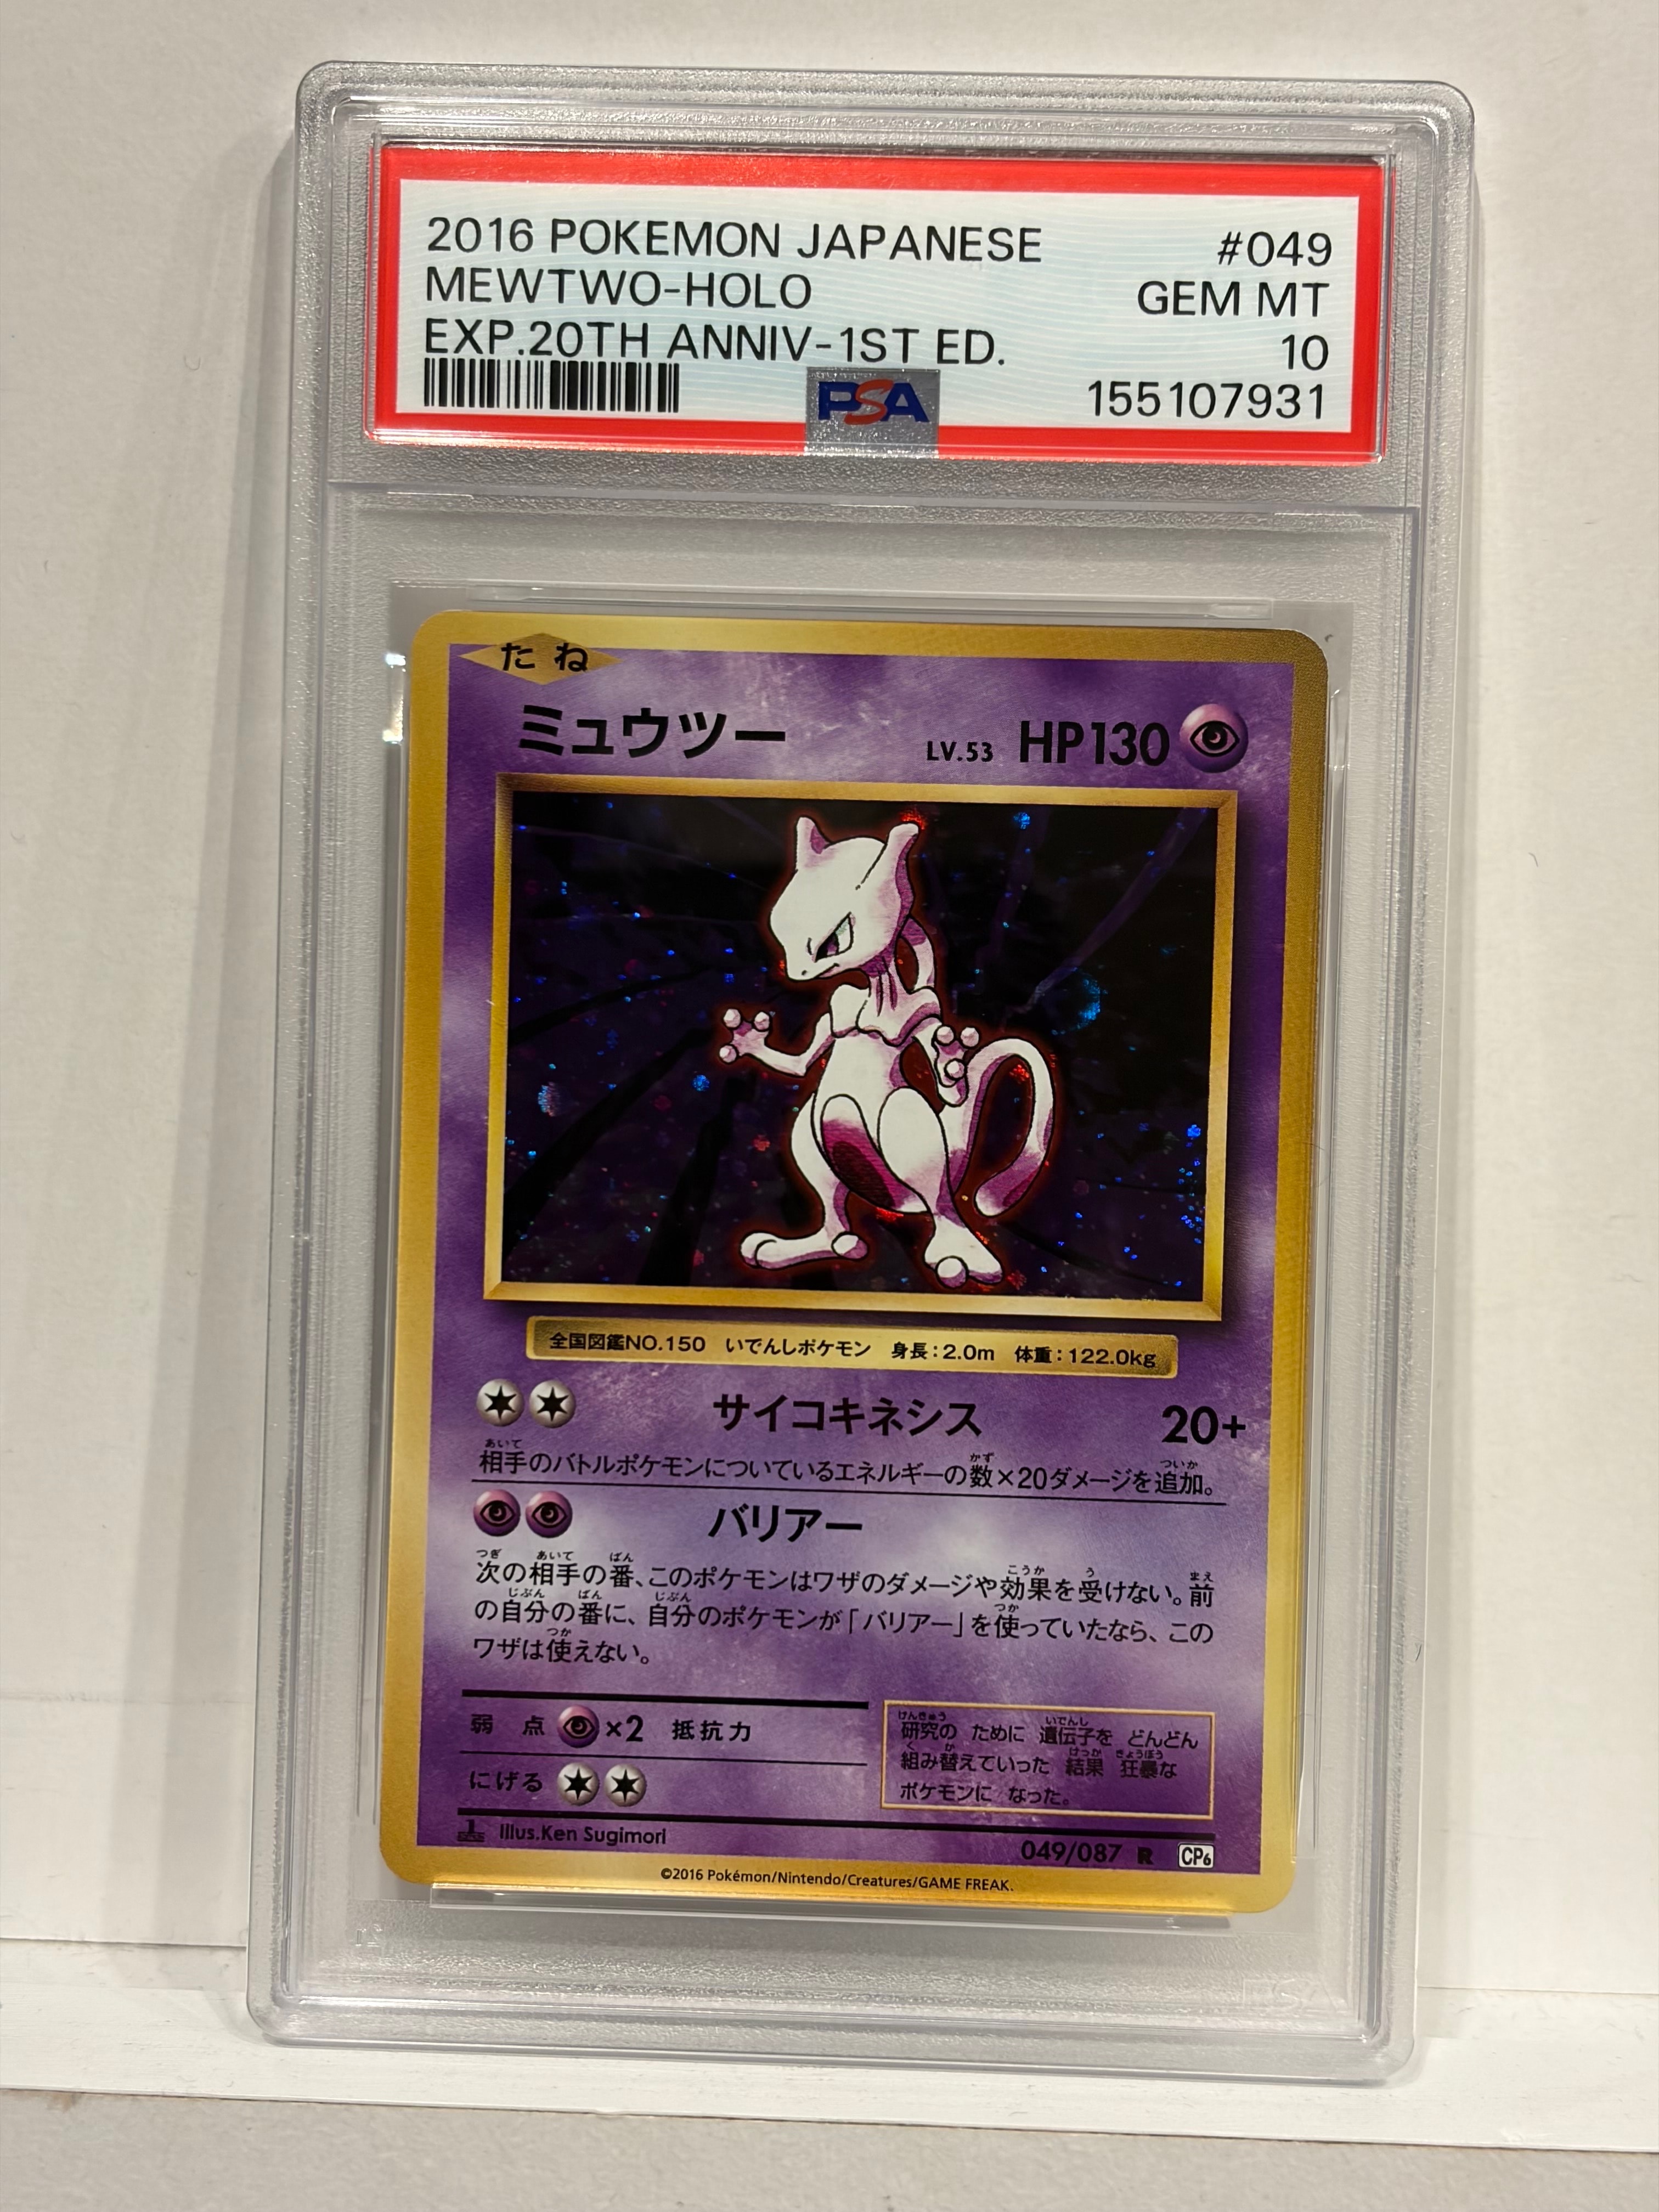 2016 POKEMON JAPANESE #049
MEWTWO-HOLO GEM MT
EXP.20TH ANNIV-1ST ED. 10
PSA 155107931
たね
ミュウツー LV.53 HP130
全国図鑑NO.150 いでんしポケモン 身長:2.0m 体重:122.0kg
サイコキネシス 20+
相手のバトルポケモンについているエネルギーの数×20ダメージを追加。
バリアー
次の相手の番、このポケモンはワザのダメージや効果を受けない。前
の自分の番に、自分のポケモンが「バリアー」を使っていたなら、この
ワザは使えない。
弱点 ×2 抵抗力
にげる
研究の ために 遺伝子を どんどん
組み替えていった 結果 狂暴な
ポケモンに なった。
1 Illus.Ken Sugimori 049/087 R CP6
©2016 Pokémon/Nintendo/Creatures/GAME FREAK.